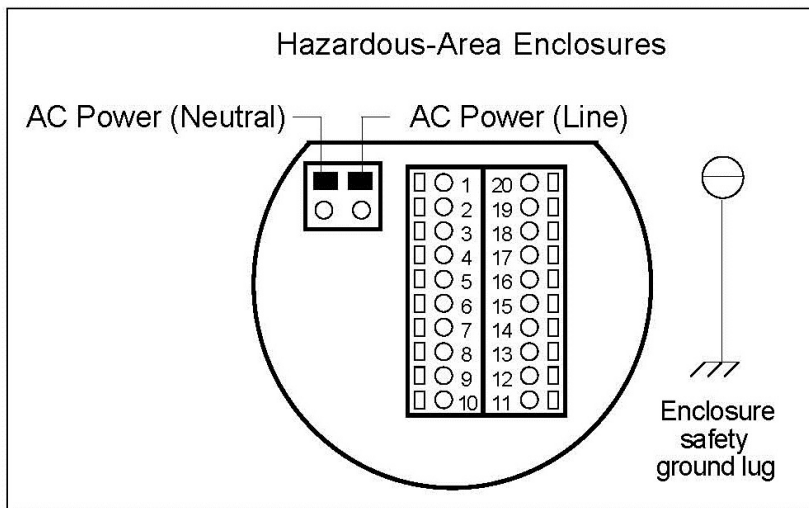 Hazardous-Area Enclosures
AC Power (Neutral)
AC Power (Line)
1 20
2 19
3 18
4 17
5 16
6 15
7 14
8 13
9 12
10 11
Enclosure
safety
ground lug